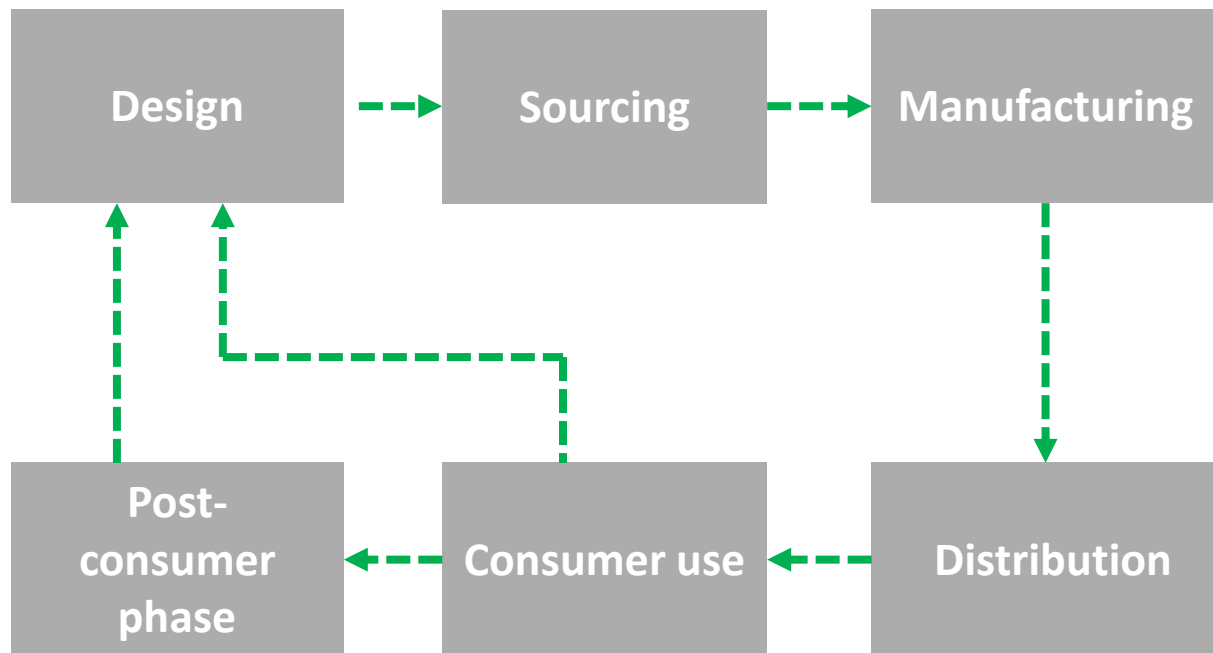 Design
Sourcing
Manufacturing
Post-
consumer
phase
Consumer use
Distribution